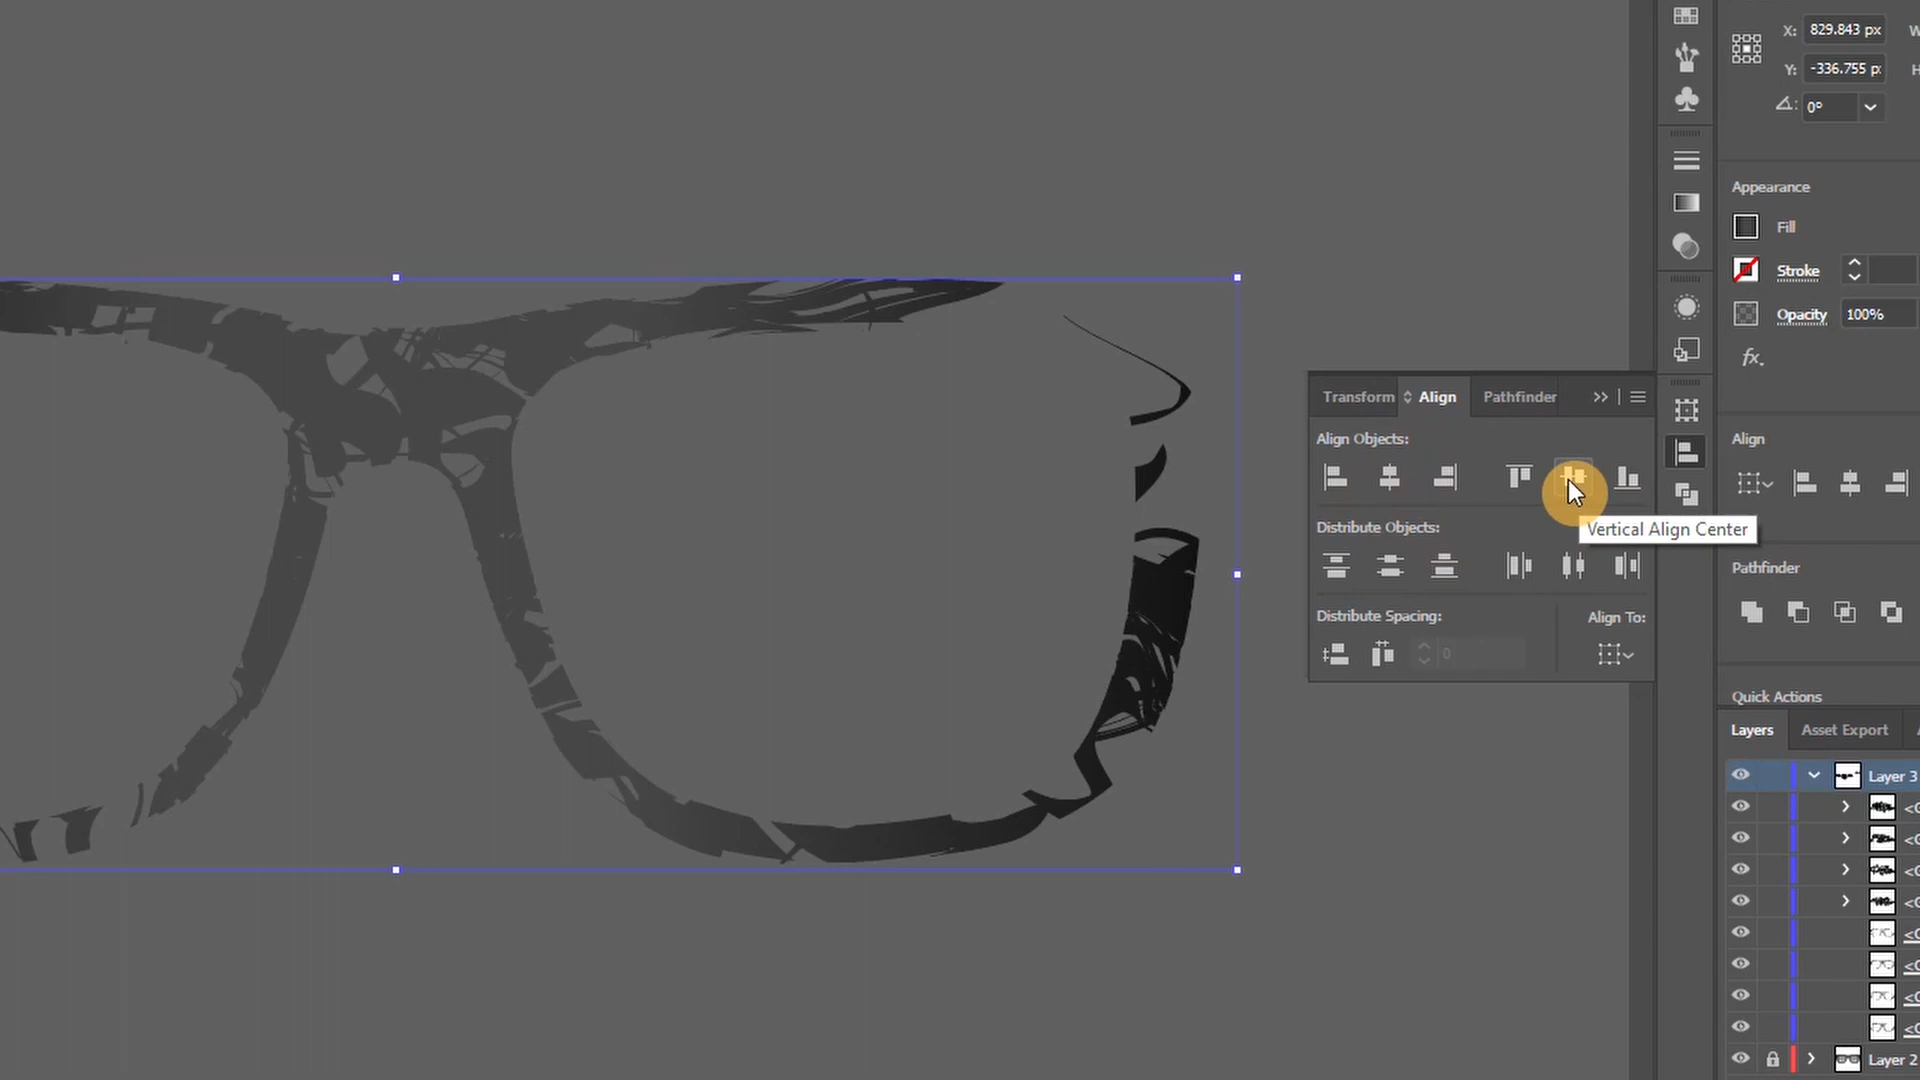 X: 829.843 px W
Y: -336.755 p H
0°
Appearance
Fill
Stroke
Opacity 100%
fx.
Transform Align Pathfinder
Align Objects:
Vertical Align Center
Distribute Objects:
Distribute Spacing: Align To:
0
Align
Pathfinder
Quick Actions
Layers Asset Export
Layer 3
<G
<G
<G
<G
<G
<G
<G
<G
Layer 2